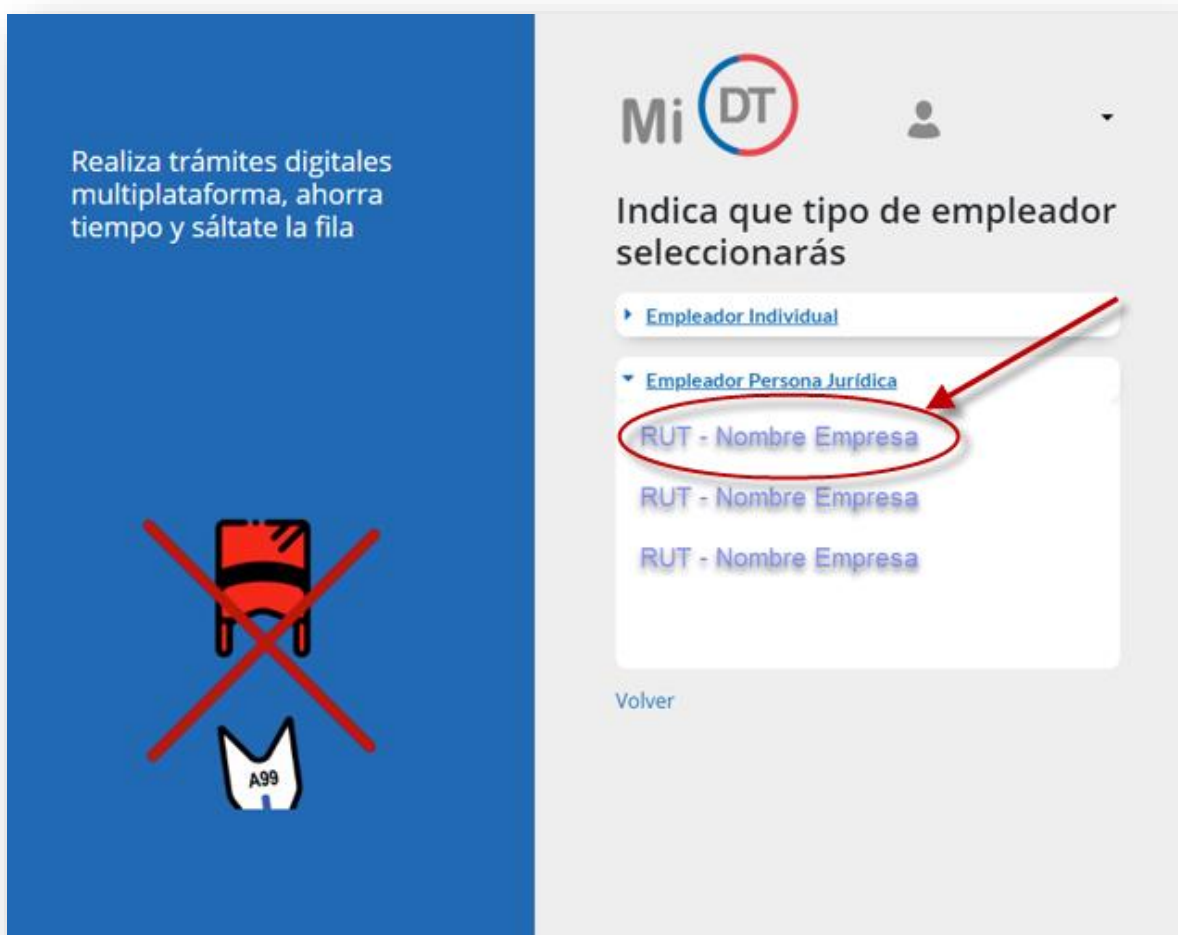 Realiza trámites digitales
multiplataforma, ahorra
tiempo y sáltate la fila
A99
Mi DT
Indica que tipo de empleador
seleccionarás
Empleador Individual
Empleador Persona Jurídica
RUT - Nombre Empresa
RUT - Nombre Empresa
RUT - Nombre Empresa
Volver